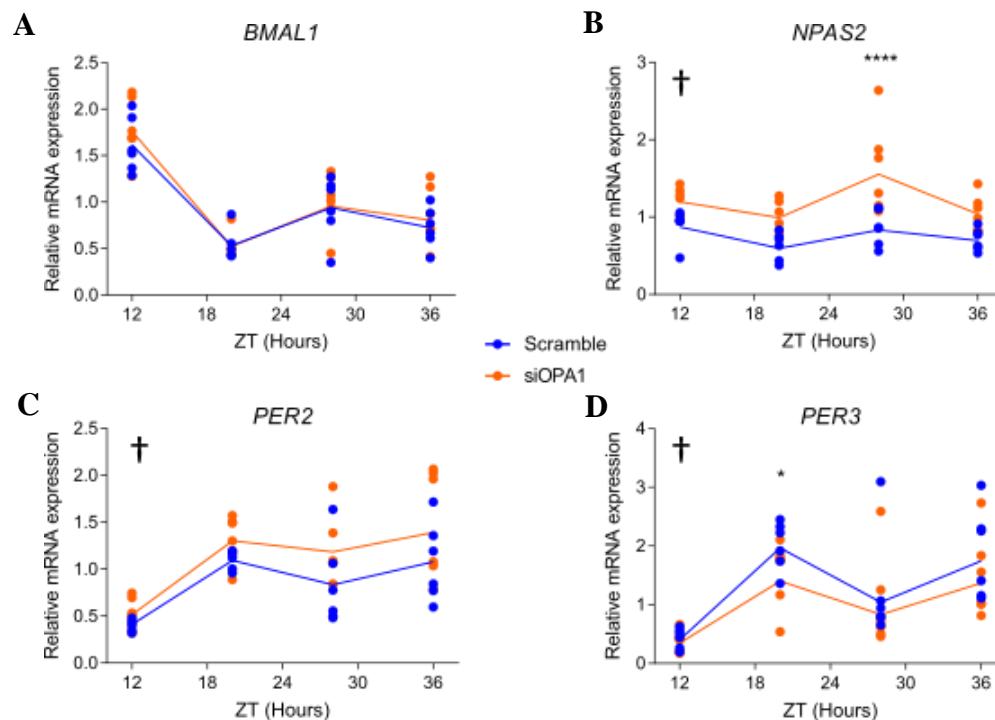 A
BMAL1
Relative mRNA expression
2.5
2.0
1.5
1.0
0.5
0.0
12 18 24 30 36
ZT (Hours)
B
NPAS2
Relative mRNA expression
†
****
3
2
1
0
12 18 24 30 36
ZT (Hours)
Scramble
siOPA1
C
PER2
Relative mRNA expression
†
2.5
2.0
1.5
1.0
0.5
0.0
12 18 24 30 36
ZT (Hours)
D
PER3
Relative mRNA expression
†
*
4
3
2
1
0
12 18 24 30 36
ZT (Hours)